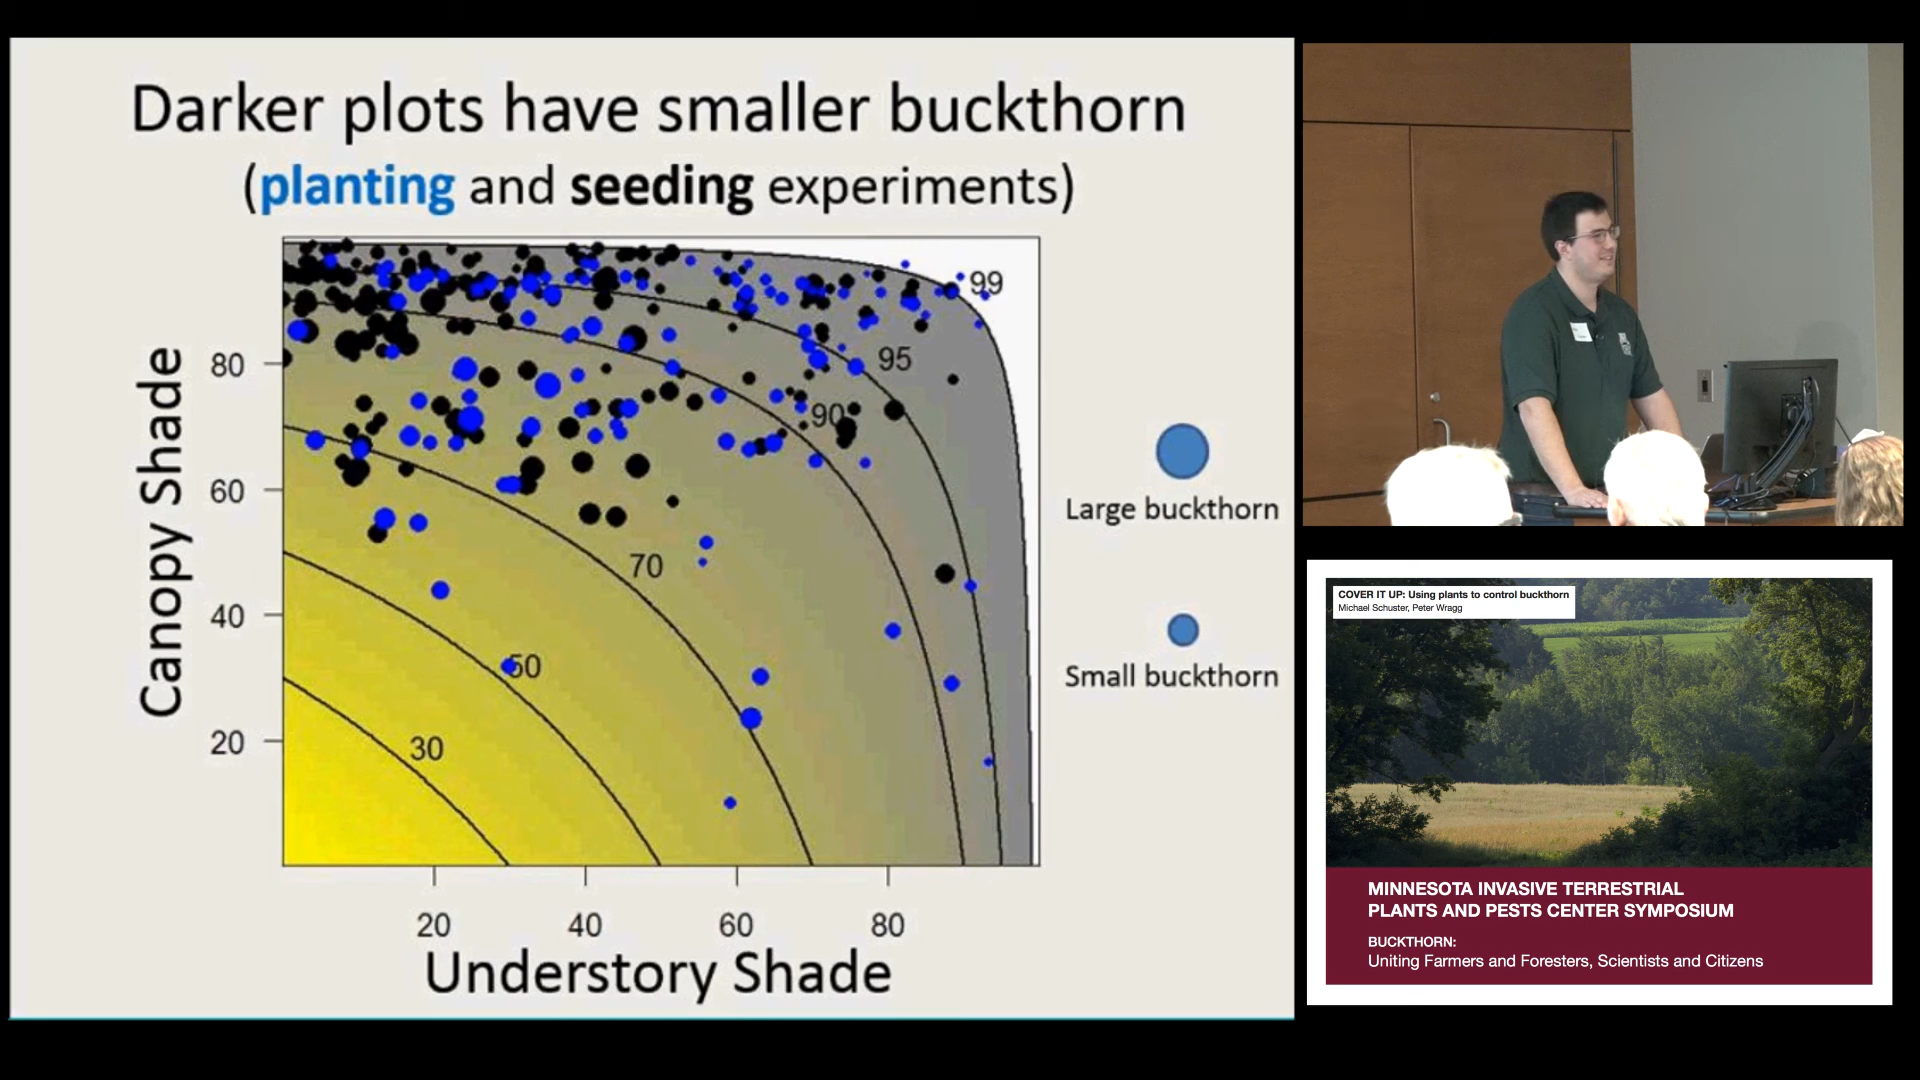 Darker plots have smaller buckthorn
(planting and seeding experiments)
Canopy Shade
80
60
40
20
99
95
90
70
50
30
20
40
60
80
Understory Shade
Large buckthorn
Small buckthorn
COVER IT UP: Using plants to control buckthorn
Michael Schuster, Peter Wragg
MINNESOTA INVASIVE TERRESTRIAL
PLANTS AND PESTS CENTER SYMPOSIUM
BUCKTHORN:
Uniting Farmers and Foresters, Scientists and Citizens